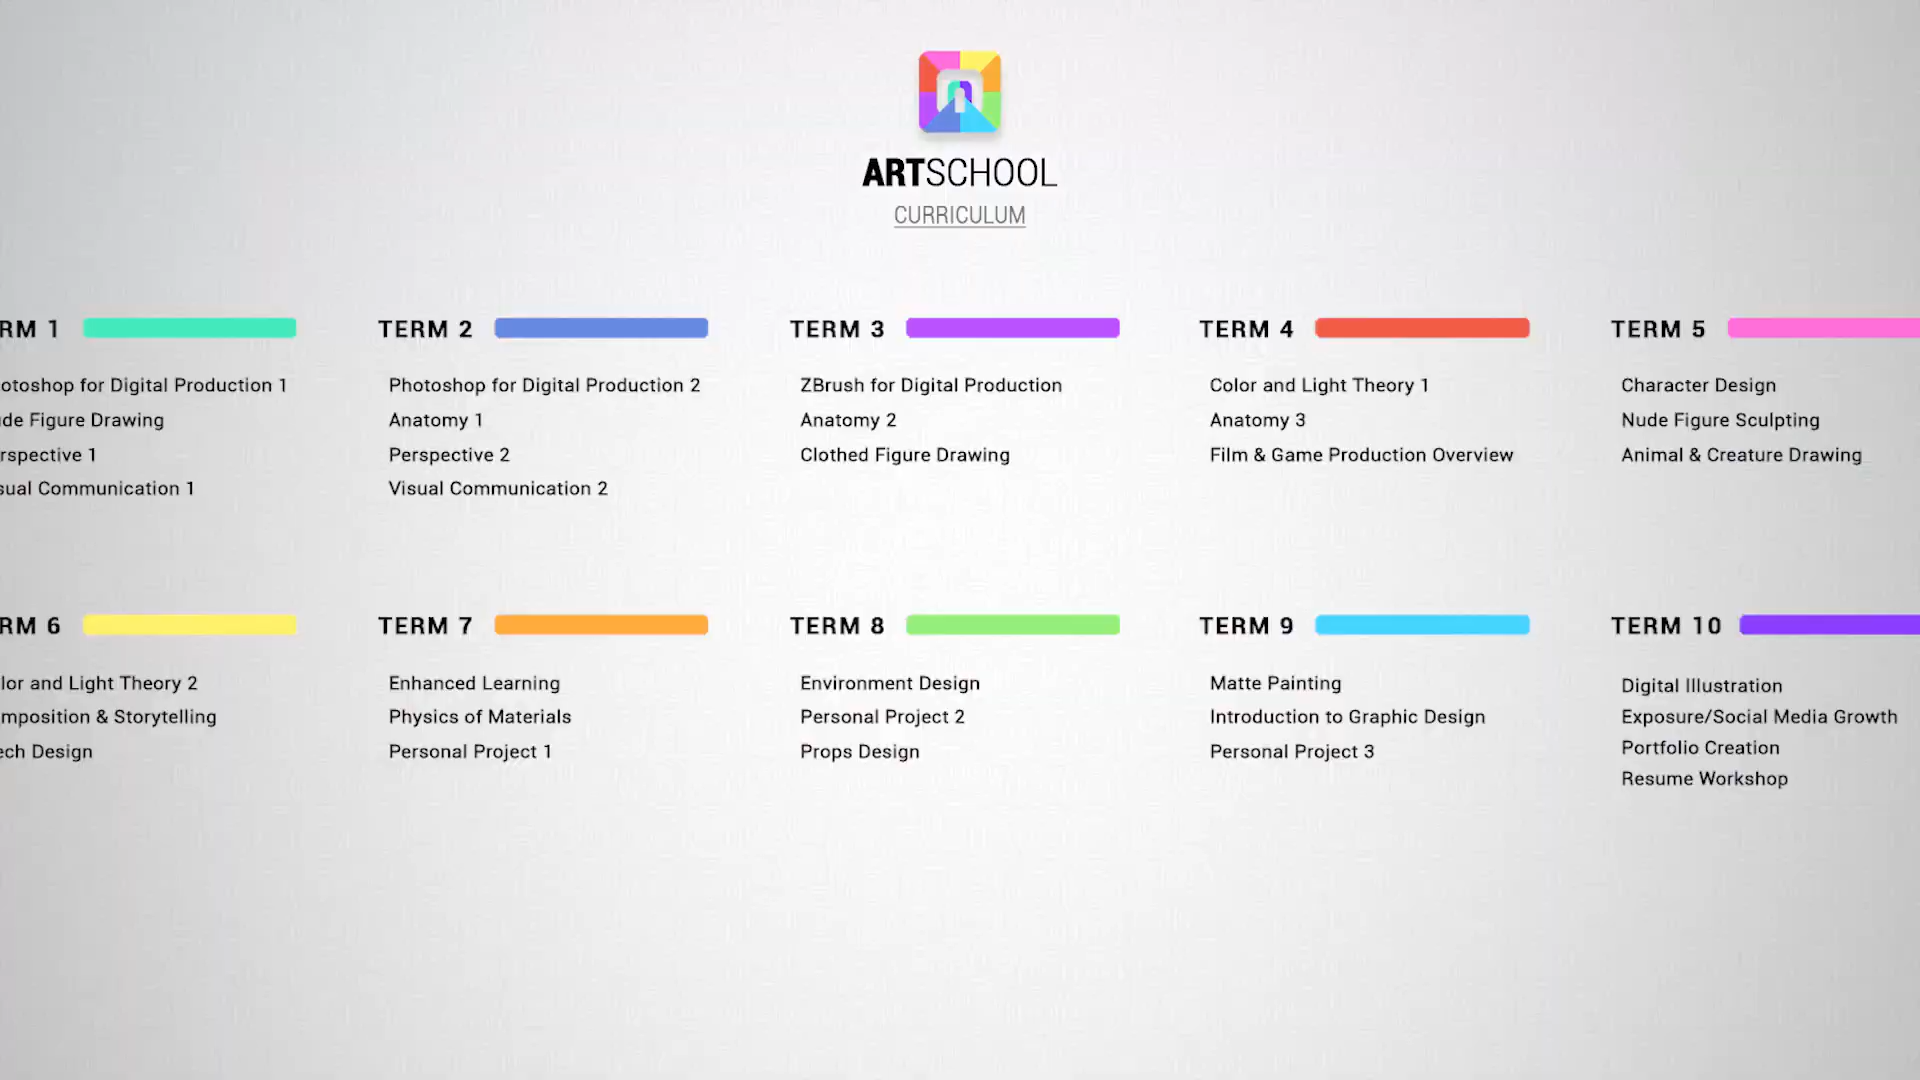 ARTSCHOOL
CURRICULUM
RM 1
otoshop for Digital Production 1
de Figure Drawing
rspective 1
sual Communication 1
TERM 2
Photoshop for Digital Production 2
Anatomy 1
Perspective 2
Visual Communication 2
TERM 3
ZBrush for Digital Production
Anatomy 2
Clothed Figure Drawing
TERM 4
Color and Light Theory 1
Anatomy 3
Film & Game Production Overview
TERM 5
Character Design
Nude Figure Sculpting
Animal & Creature Drawing
RM 6
lor and Light Theory 2
mposition & Storytelling
ech Design
TERM 7
Enhanced Learning
Physics of Materials
Personal Project 1
TERM 8
Environment Design
Personal Project 2
Props Design
TERM 9
Matte Painting
Introduction to Graphic Design
Personal Project 3
TERM 10
Digital Illustration
Exposure/Social Media Growth
Portfolio Creation
Resume Workshop